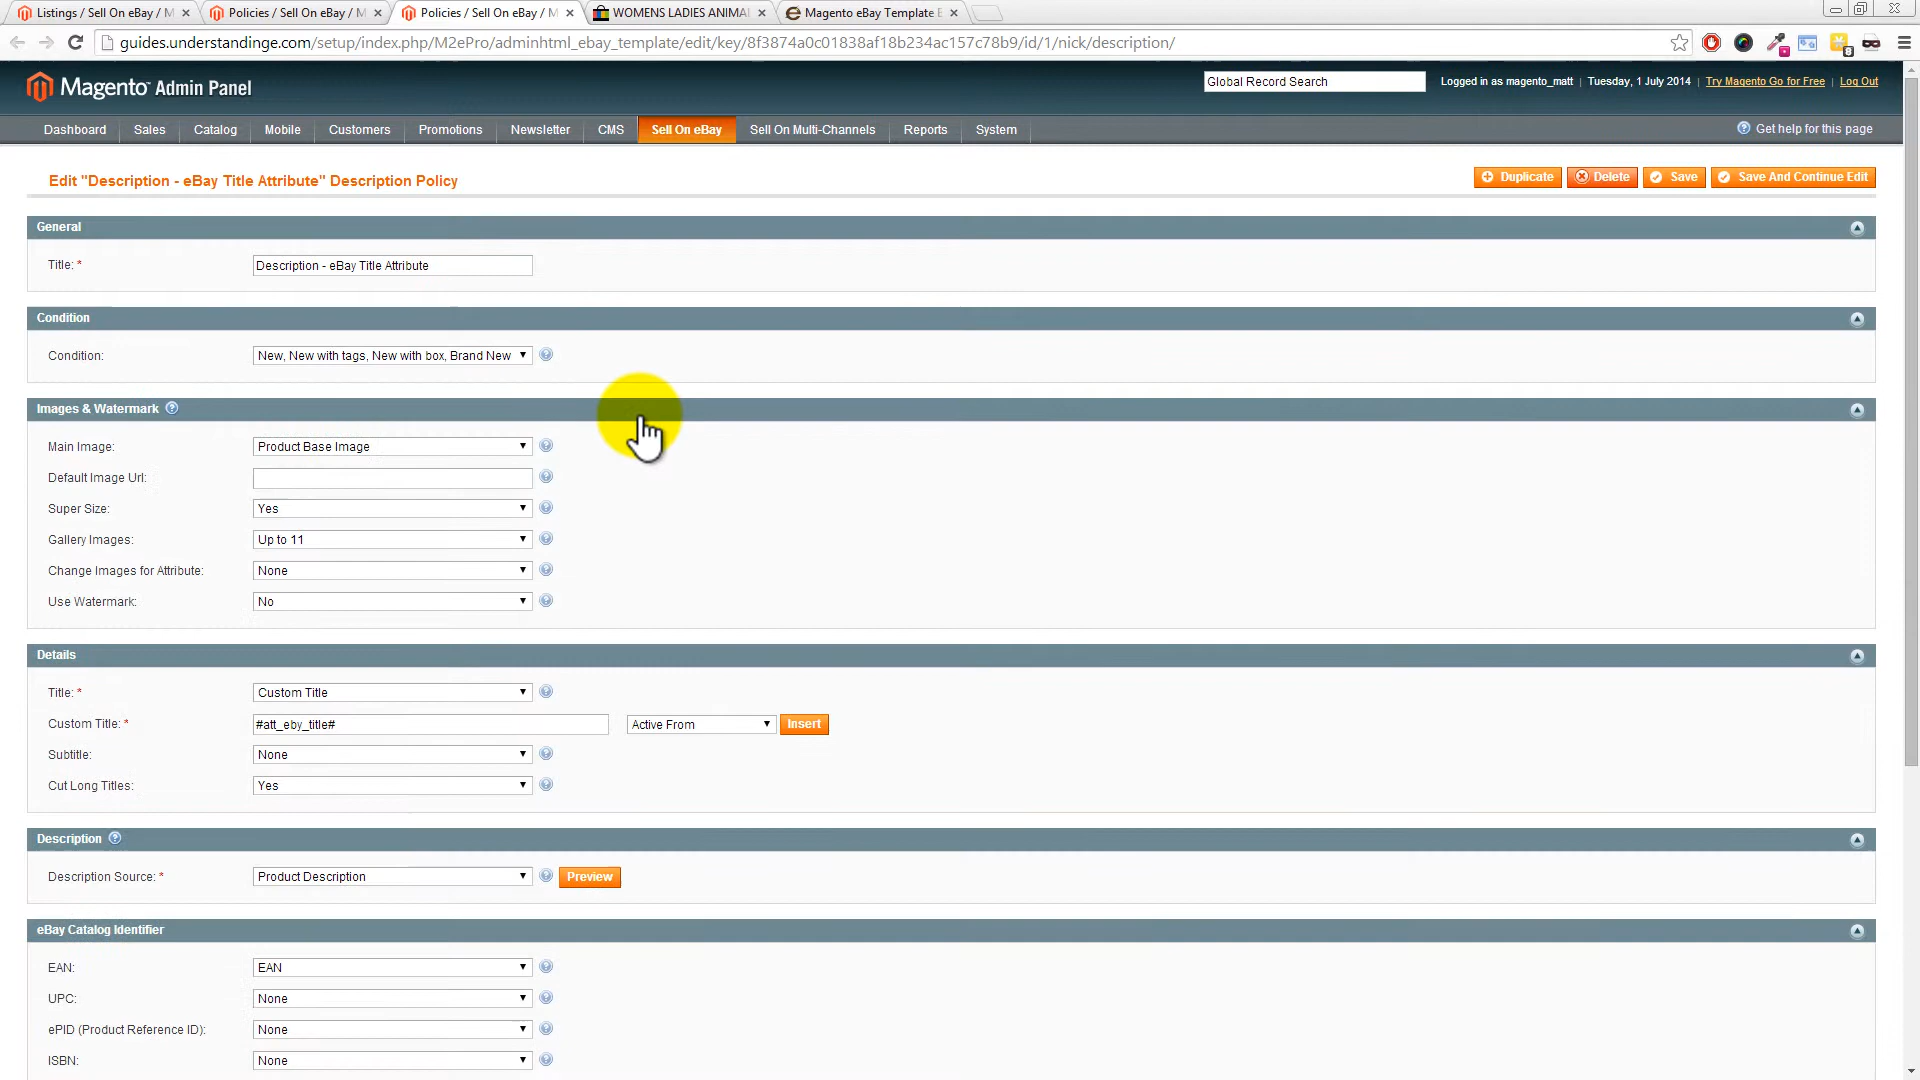 Listings / Sell On eBay / M
Policies / Sell On eBay / M
Policies / Sell On eBay / M
WOMENS LADIES ANIMAL
Magento eBay Template E
guides.understandinge.com/setup/index.php/M2ePro/adminhtml_ebay_template/edit/key/8f3874a0c01838af18b234ac157c78b9/id/1/nick/description/
8
Magento™ Admin Panel
Global Record Search
Logged in as magento_matt | Tuesday, 1 July 2014 | Try Magento Go for Free | Log Out
Dashboard Sales Catalog Mobile Customers Promotions Newsletter CMS Sell On eBay Sell On Multi-Channels Reports System
Get help for this page
Edit "Description - eBay Title Attribute" Description Policy
Duplicate Delete Save Save And Continue Edit
General
Title: * Description - eBay Title Attribute
Condition
Condition: New, New with tags, New with box, Brand New
Images & Watermark
Main Image: Product Base Image
Default Image Url:
Super Size: Yes
Gallery Images: Up to 11
Change Images for Attribute: None
Use Watermark: No
Details
Title: * Custom Title
Custom Title: * #att_eby_title# Active From Insert
Subtitle: None
Cut Long Titles: Yes
Description
Description Source: * Product Description Preview
eBay Catalog Identifier
EAN: EAN
UPC: None
ePID (Product Reference ID): None
ISBN: None